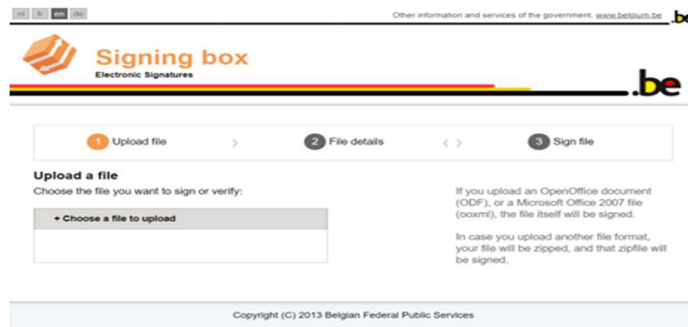 nl fr en de
Other information and services of the government: www.belgium.be .be
Signing box
Electronic Signatures
.be
1 Upload file > 2 File details < > 3 Sign file
Upload a file
Choose the file you want to sign or verify:
+ Choose a file to upload
If you upload an OpenOffice document
(ODF), or a Microsoft Office 2007 file
(ooxml), the file itself will be signed.
In case you upload another file format,
your file will be zipped, and that zipfile will
be signed.
Copyright (C) 2013 Belgian Federal Public Services